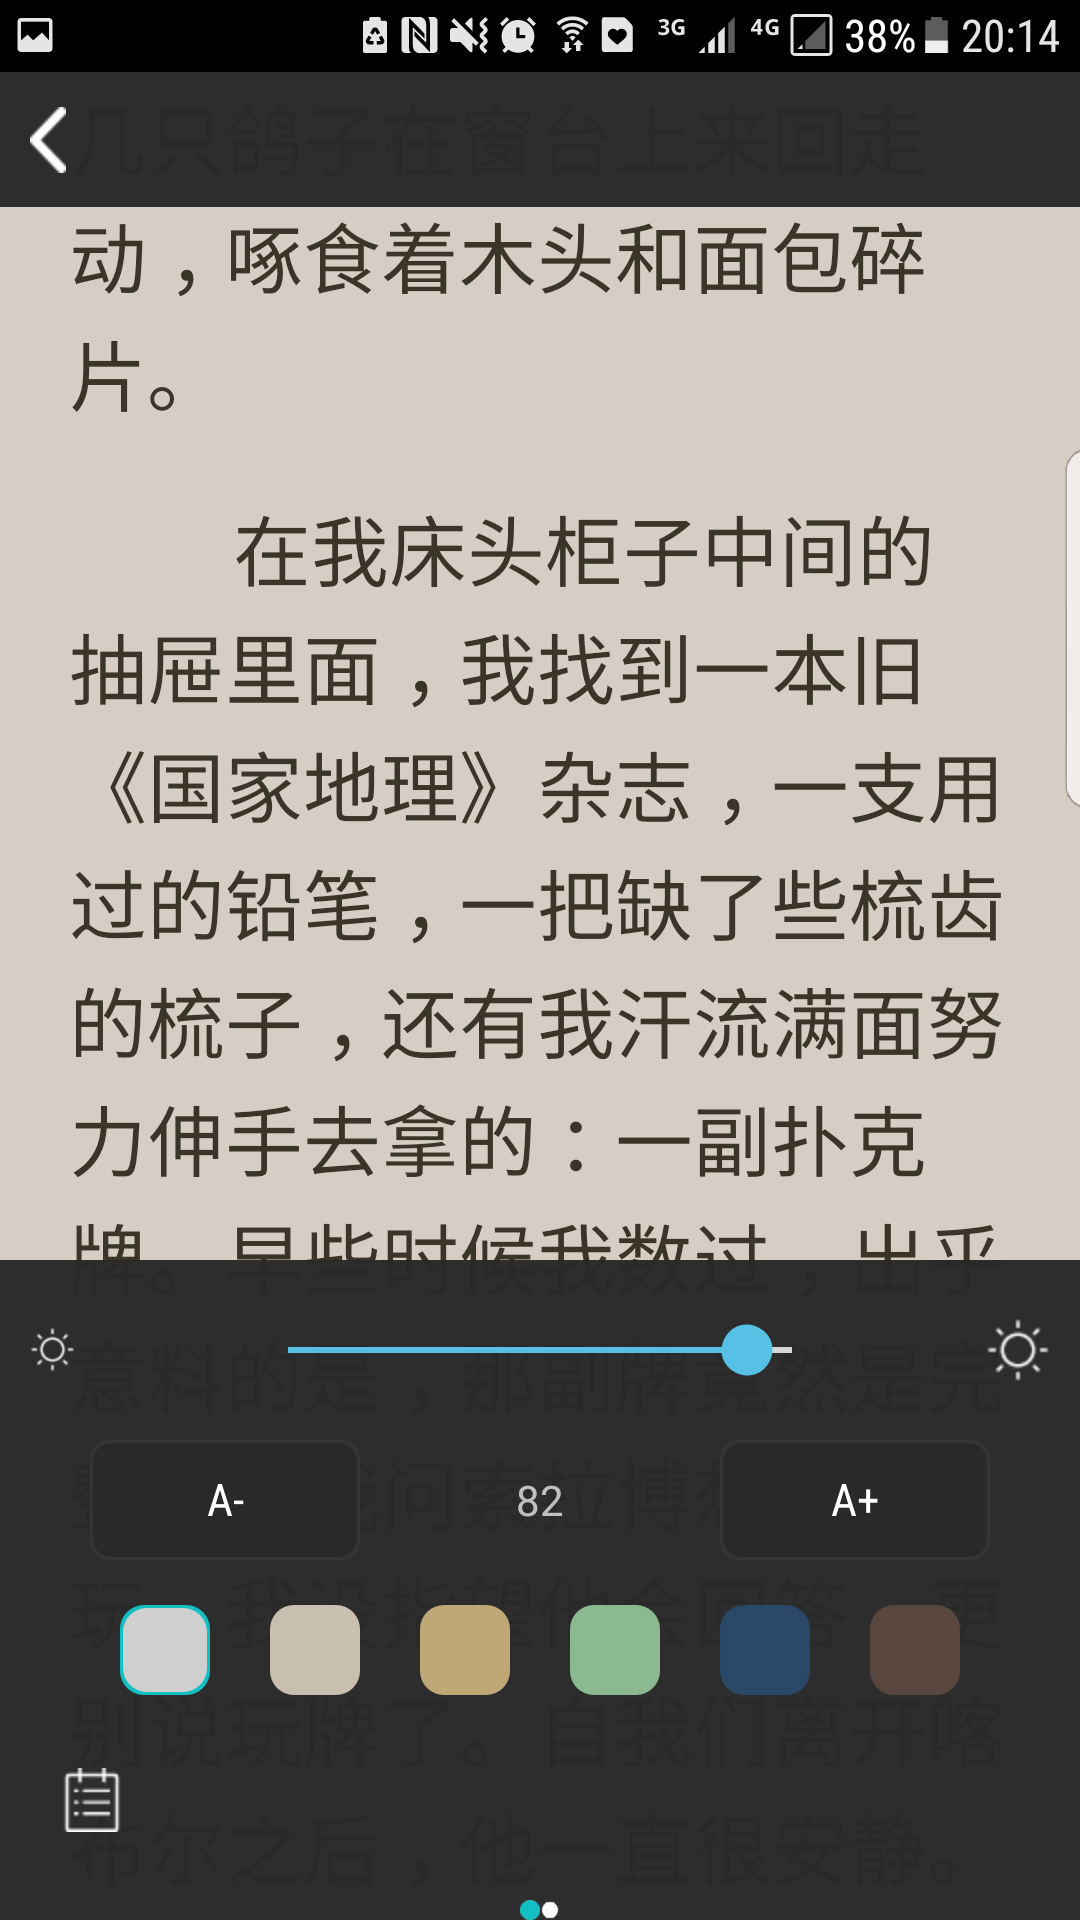 3G 4G 38% 20:14
几只鸽子在窗台上来回走
动，啄食着木头和面包碎
片。
在我床头柜子中间的
抽屉里面，我找到一本旧
《国家地理》杂志，一支用
过的铅笔，一把缺了些梳齿
的梳子，还有我汗流满面努
力伸手去拿的：一副扑克
牌。早些时候我数过，出乎
意料的是，那副牌竟然是完
我问索拉博想
A- 82 A+
玩 我没指望他会回答 更
别说玩牌了。自我们离开喀
布尔之后，他一直很安静。